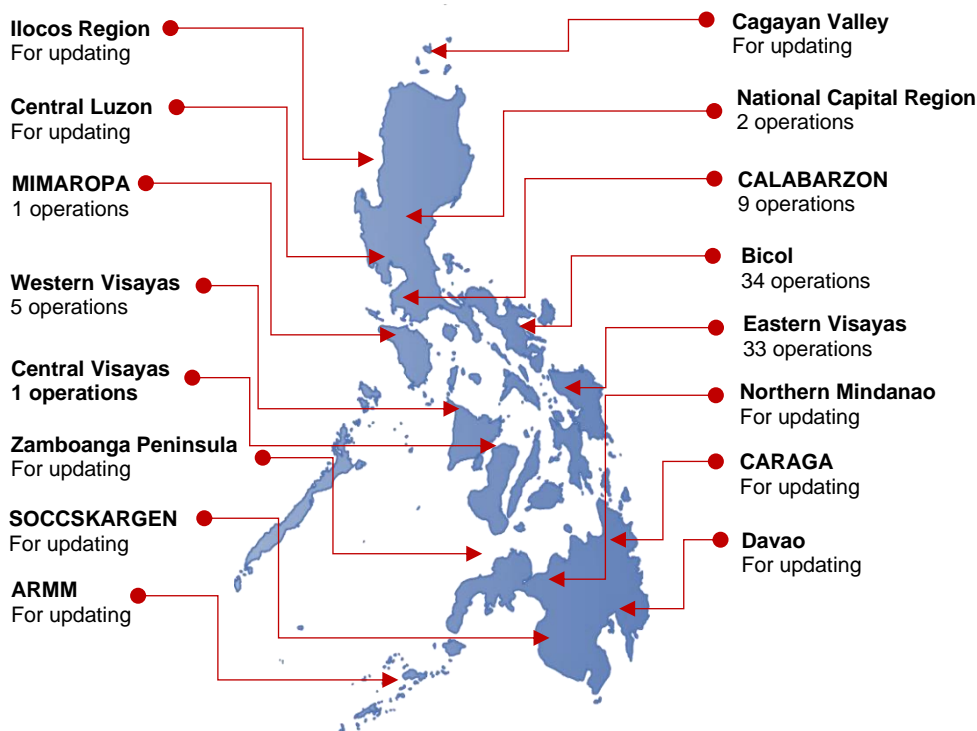 Ilocos Region
For updating
Central Luzon
For updating
MIMAROPA
1 operations
Western Visayas
5 operations
Central Visayas
1 operations
Zamboanga Peninsula
For updating
SOCCSKARGEN
For updating
ARMM
For updating
Cagayan Valley
For updating
National Capital Region
2 operations
CALABARZON
9 operations
Bicol
34 operations
Eastern Visayas
33 operations
Northern Mindanao
For updating
CARAGA
For updating
Davao
For updating